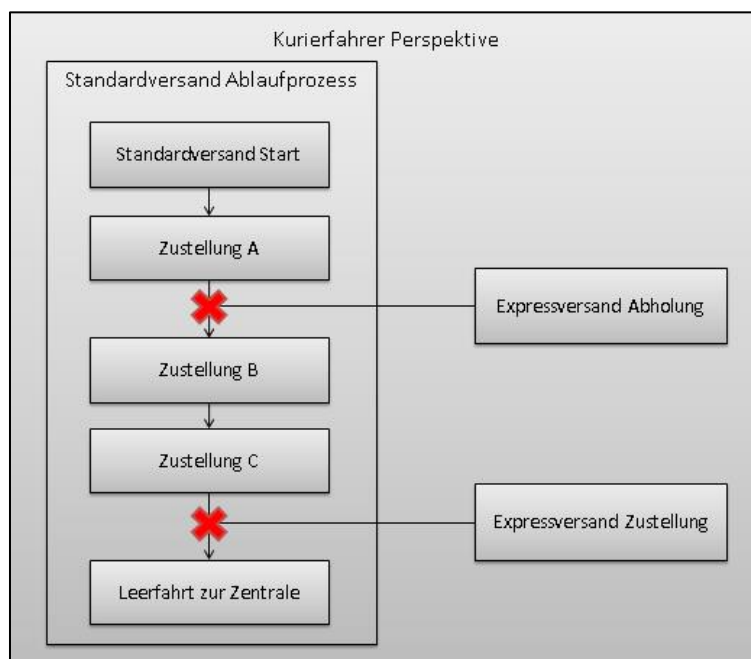 Kurierfahrer Perspektive
Standardversand Ablaufprozess
Standardversand Start
Zustellung A
Expressversand Abholung
Zustellung B
Zustellung C
Expressversand Zustellung
Leerfahrt zur Zentrale